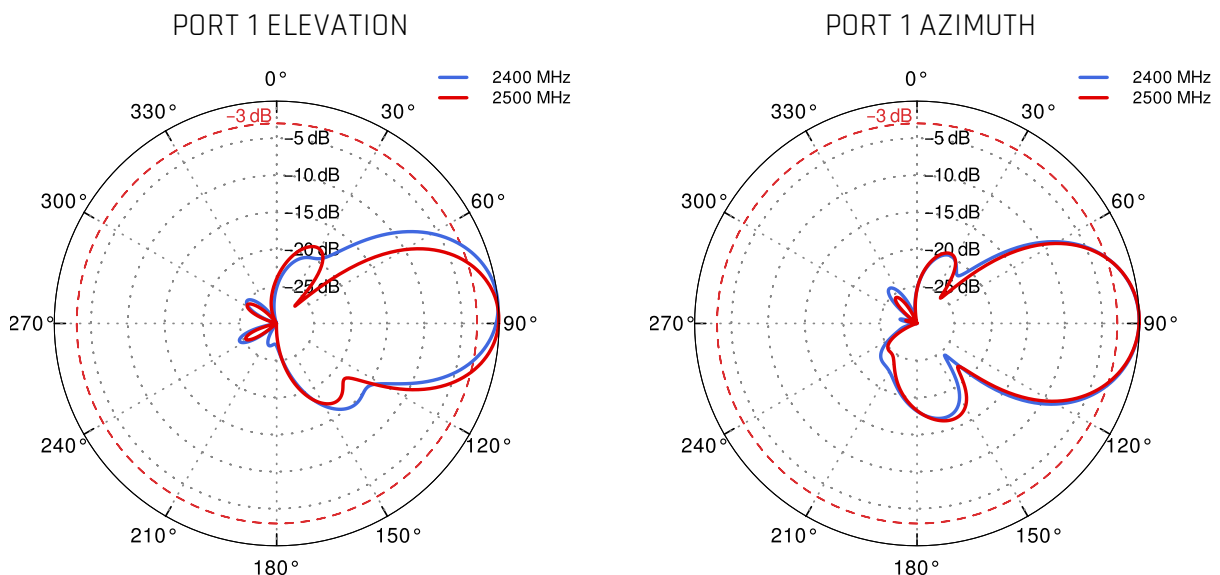 PORT 1 ELEVATION
0°
2400 MHz
2500 MHz
330°
−3 dB
30°
−5 dB
−10 dB
300°
60°
−15 dB
−20 dB
−25 dB
270°
90°
240°
120°
210°
150°
180°
PORT 1 AZIMUTH
0°
2400 MHz
2500 MHz
330°
−3 dB
30°
−5 dB
−10 dB
300°
60°
−15 dB
−20 dB
−25 dB
270°
90°
240°
120°
210°
150°
180°